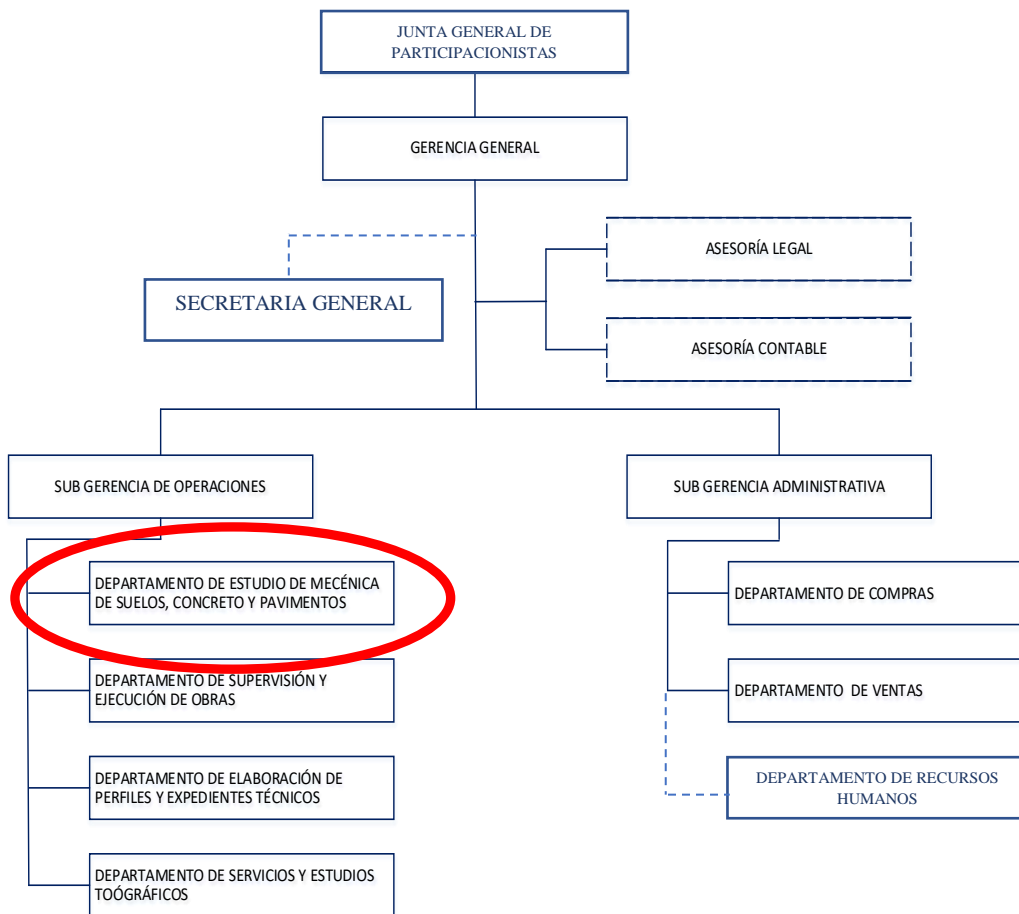 JUNTA GENERAL DE
PARTICIPACIONISTAS
GERENCIA GENERAL
ASESORÍA LEGAL
SECRETARIA GENERAL
ASESORÍA CONTABLE
SUB GERENCIA DE OPERACIONES
SUB GERENCIA ADMINISTRATIVA
DEPARTAMENTO DE ESTUDIO DE MECÉNICA
DE SUELOS, CONCRETO Y PAVIMENTOS
DEPARTAMENTO DE COMPRAS
DEPARTAMENTO DE SUPERVISIÓN Y
EJECUCIÓN DE OBRAS
DEPARTAMENTO DE VENTAS
DEPARTAMENTO DE ELABORACIÓN DE
PERFILES Y EXPEDIENTES TÉCNICOS
DEPARTAMENTO DE RECURSOS
HUMANOS
DEPARTAMENTO DE SERVICIOS Y ESTUDIOS
TOÓGRÁFICOS